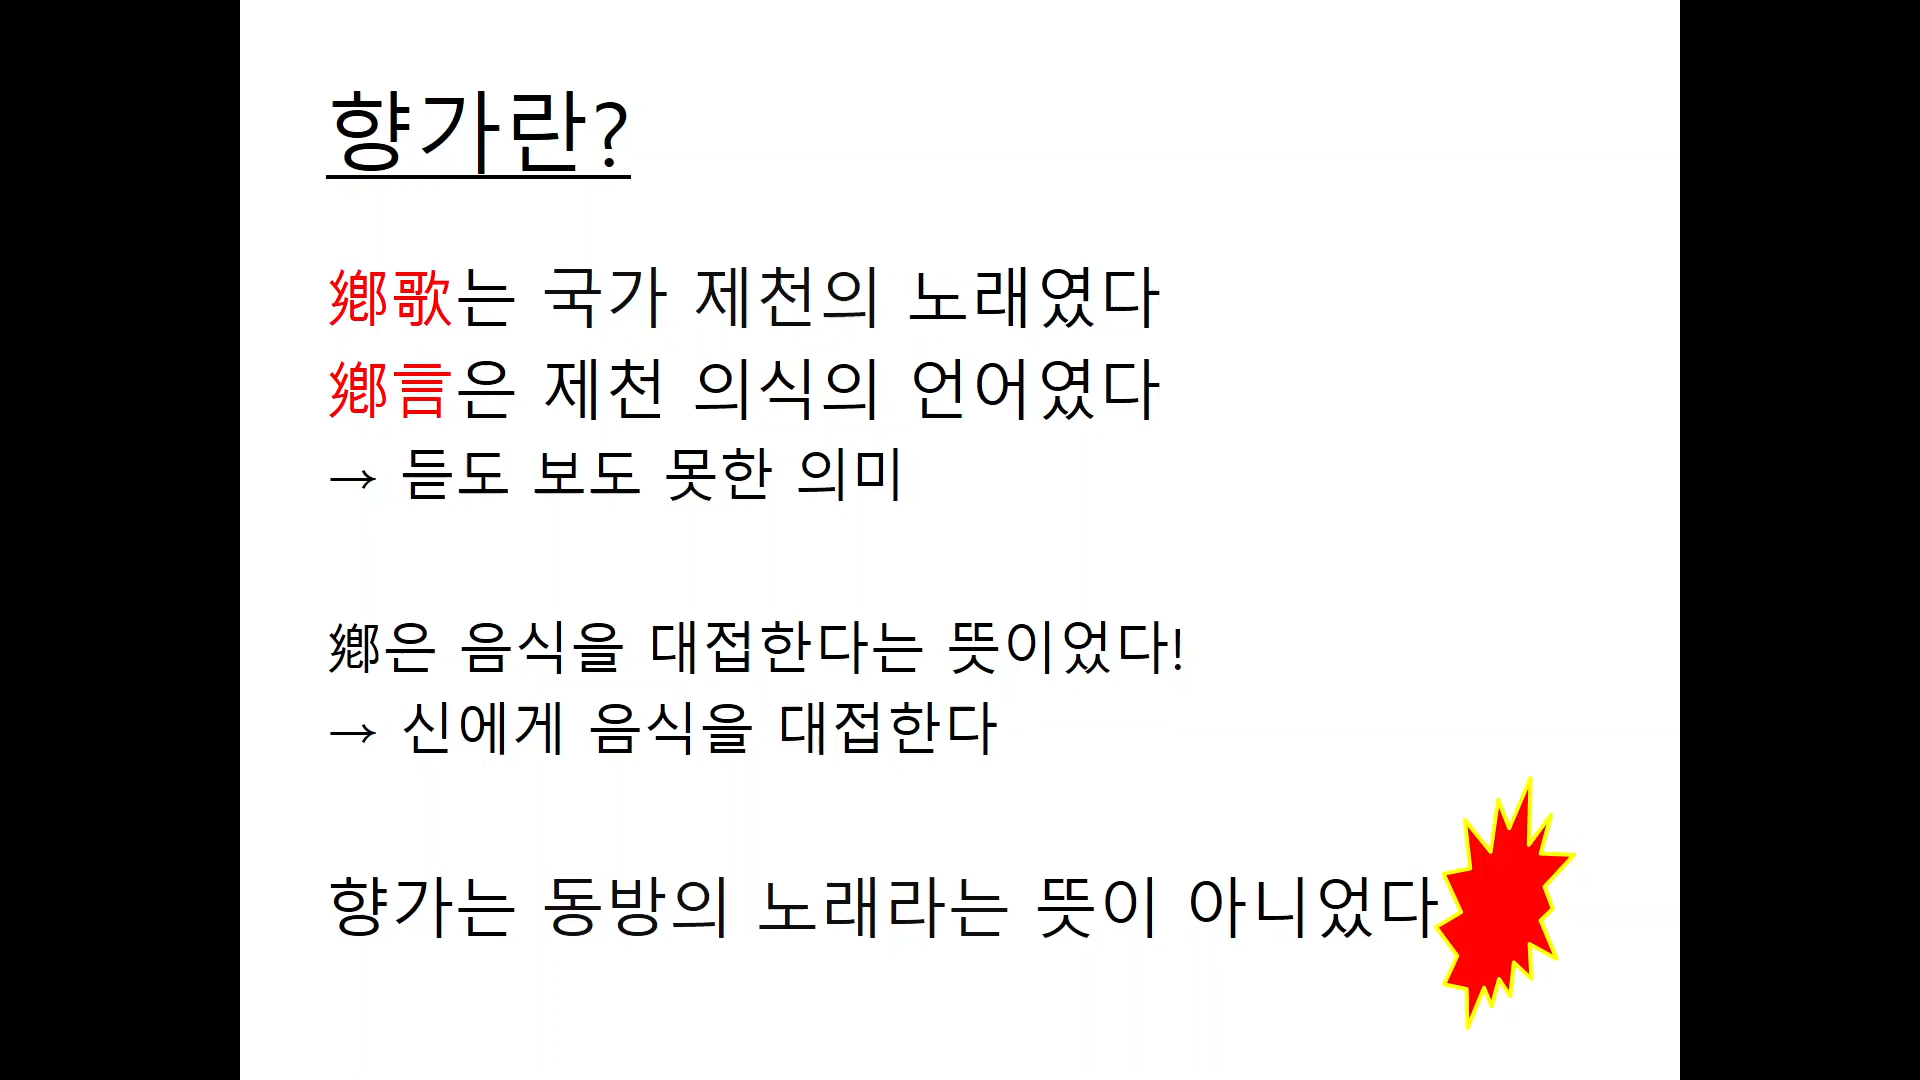 향가란?
鄕歌는 국가 제천의 노래였다
鄕言은 제천 의식의 언어였다
→ 듣도 보도 못한 의미
鄕은 음식을 대접한다는 뜻이었다!
→ 신에게 음식을 대접한다
향가는 동방의 노래라는 뜻이 아니었다